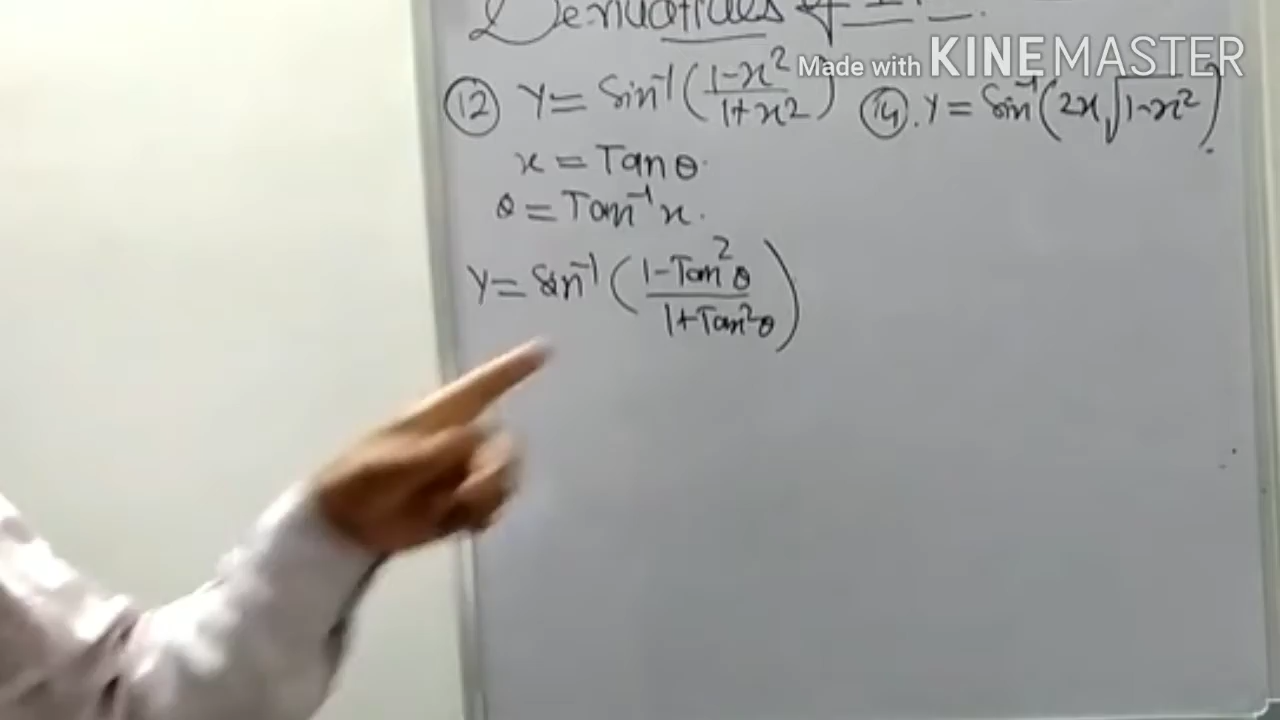 Derivatives of
Made with KINEMASTER
(12) y = Sin⁻¹(1-x²/1+x²)
(14). y = Sin⁻¹(2x√1-x²).
x = Tan θ.
θ = Tan⁻¹ x.
y = Sin⁻¹(1-Tan²θ/1+Tan²θ)